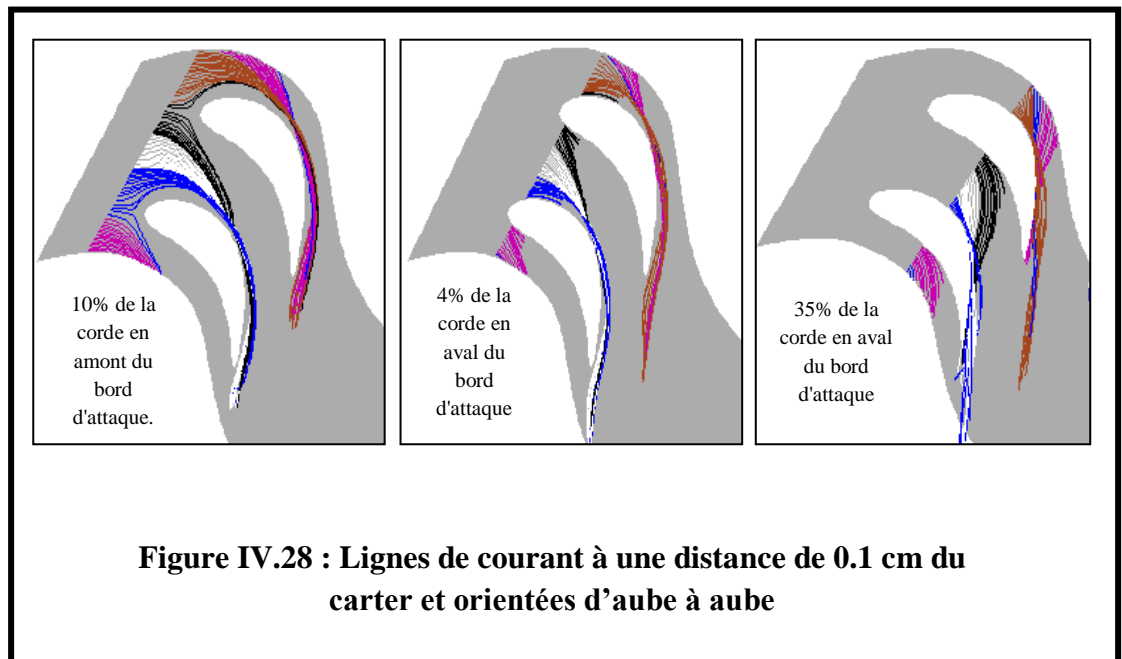 10% de la
corde en
amont du
bord
d'attaque.
4% de la
corde en
aval du
bord
d'attaque
35% de la
corde en aval
du bord
d'attaque
Figure IV.28 : Lignes de courant à une distance de 0.1 cm du
carter et orientées d’aube à aube